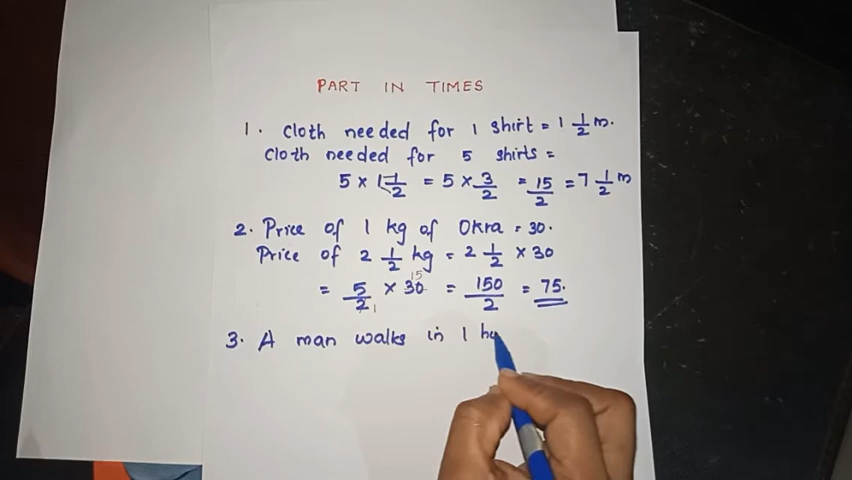 PART IN TIMES
1. Cloth needed for 1 shirt = 1 1/2 m.
Cloth needed for 5 shirts =
5 × 1 1/2 = 5 × 3/2 = 15/2 = 7 1/2 m
2. Price of 1 kg of Okra = 30.
Price of 2 1/2 kg = 2 1/2 × 30
= 5/2 × 30 15 1 = 150/2 = 75.
3. A man walks in 1